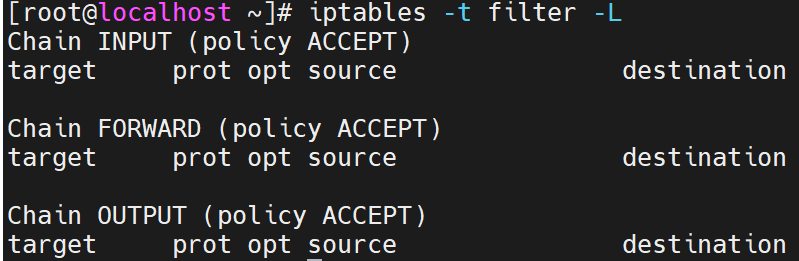 [root@localhost ~]# iptables -t filter -L
Chain INPUT (policy ACCEPT)
target     prot opt source               destination

Chain FORWARD (policy ACCEPT)
target     prot opt source               destination

Chain OUTPUT (policy ACCEPT)
target     prot opt source               destination